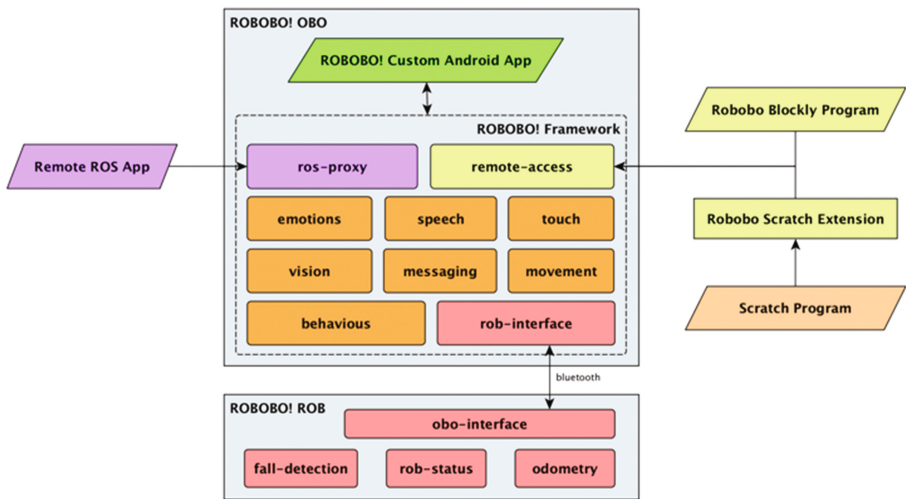 ROBOBO! OBO
ROBOBO! Custom Android App
ROBOBO! Framework
Robobo Blockly Program
Remote ROS App
ros-proxy
remote-access
emotions
speech
touch
Robobo Scratch Extension
vision
messaging
movement
Scratch Program
behavious
rob-interface
bluetooth
ROBOBO! ROB
obo-interface
fall-detection
rob-status
odometry